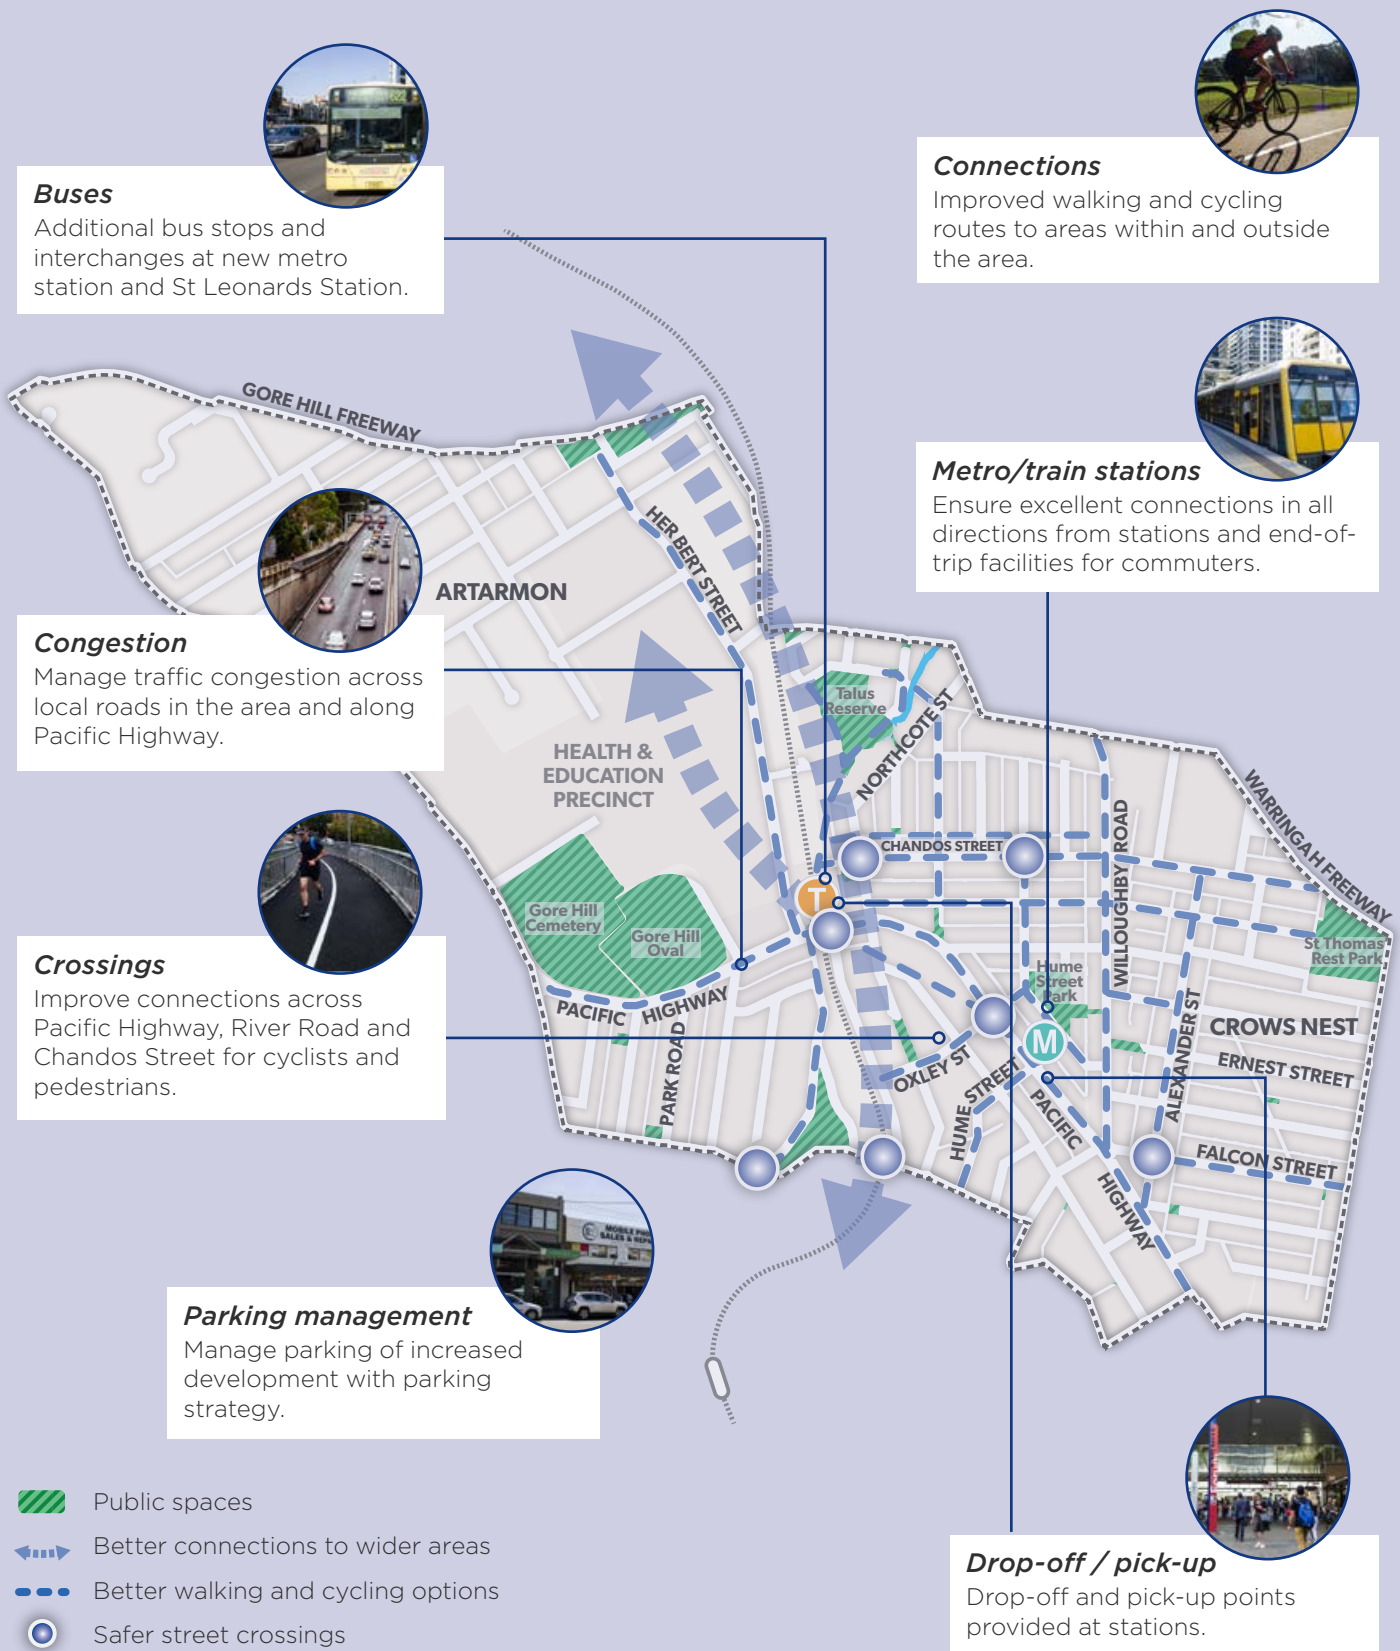 Buses
Additional bus stops and
interchanges at new metro
station and St Leonards Station.
Connections
Improved walking and cycling
routes to areas within and outside
the area.
Metro/train stations
Ensure excellent connections in all
directions from stations and end-of-
trip facilities for commuters.
Congestion
Manage traffic congestion across
local roads in the area and along
Pacific Highway.
Crossings
Improve connections across
Pacific Highway, River Road and
Chandos Street for cyclists and
pedestrians.
Parking management
Manage parking of increased
development with parking
strategy.
Drop-off / pick-up
Drop-off and pick-up points
provided at stations.
GORE HILL FREEWAY
HERBERT STREET
ARTARMON
HEALTH &
EDUCATION
PRECINCT
Talus
Reserve
NORTHCOTE ST
WARRINGAH FREEWAY
CHANDOS STREET
WILLOUGHBY ROAD
T
Gore Hill
Cemetery
Gore Hill
Oval
PACIFIC HIGHWAY
PARK ROAD
Hume
Street
Park
St Thomas
Rest Park
M
OXLEY ST
HUME STREET
PACIFIC HIGHWAY
ALEXANDER ST
CROWS NEST
ERNEST STREET
FALCON STREET
MOBILE PH
SALES & REP
Public spaces
Better connections to wider areas
Better walking and cycling options
Safer street crossings